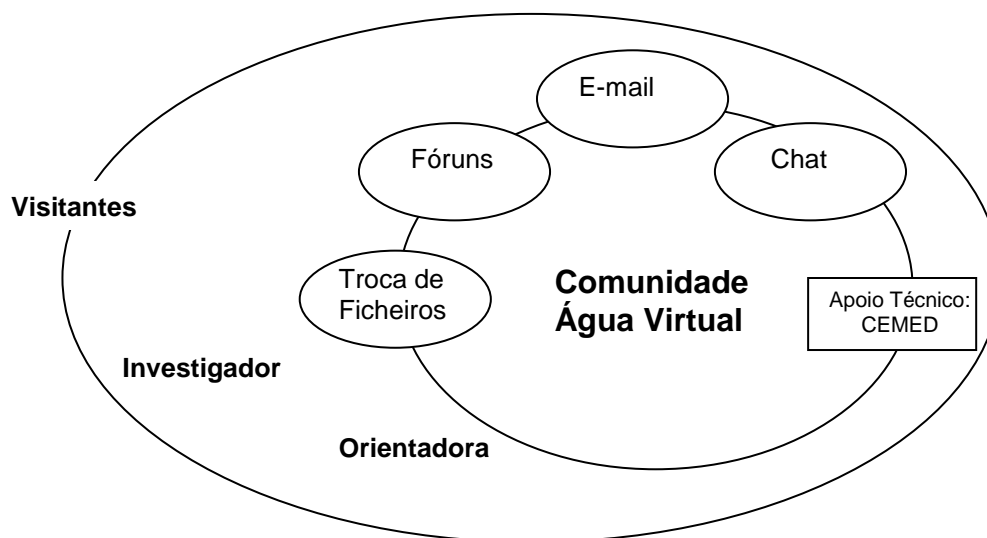 E-mail
Fóruns
Chat
Visitantes
Troca de
Ficheiros
Comunidade
Água Virtual
Apoio Técnico:
CEMED
Investigador
Orientadora